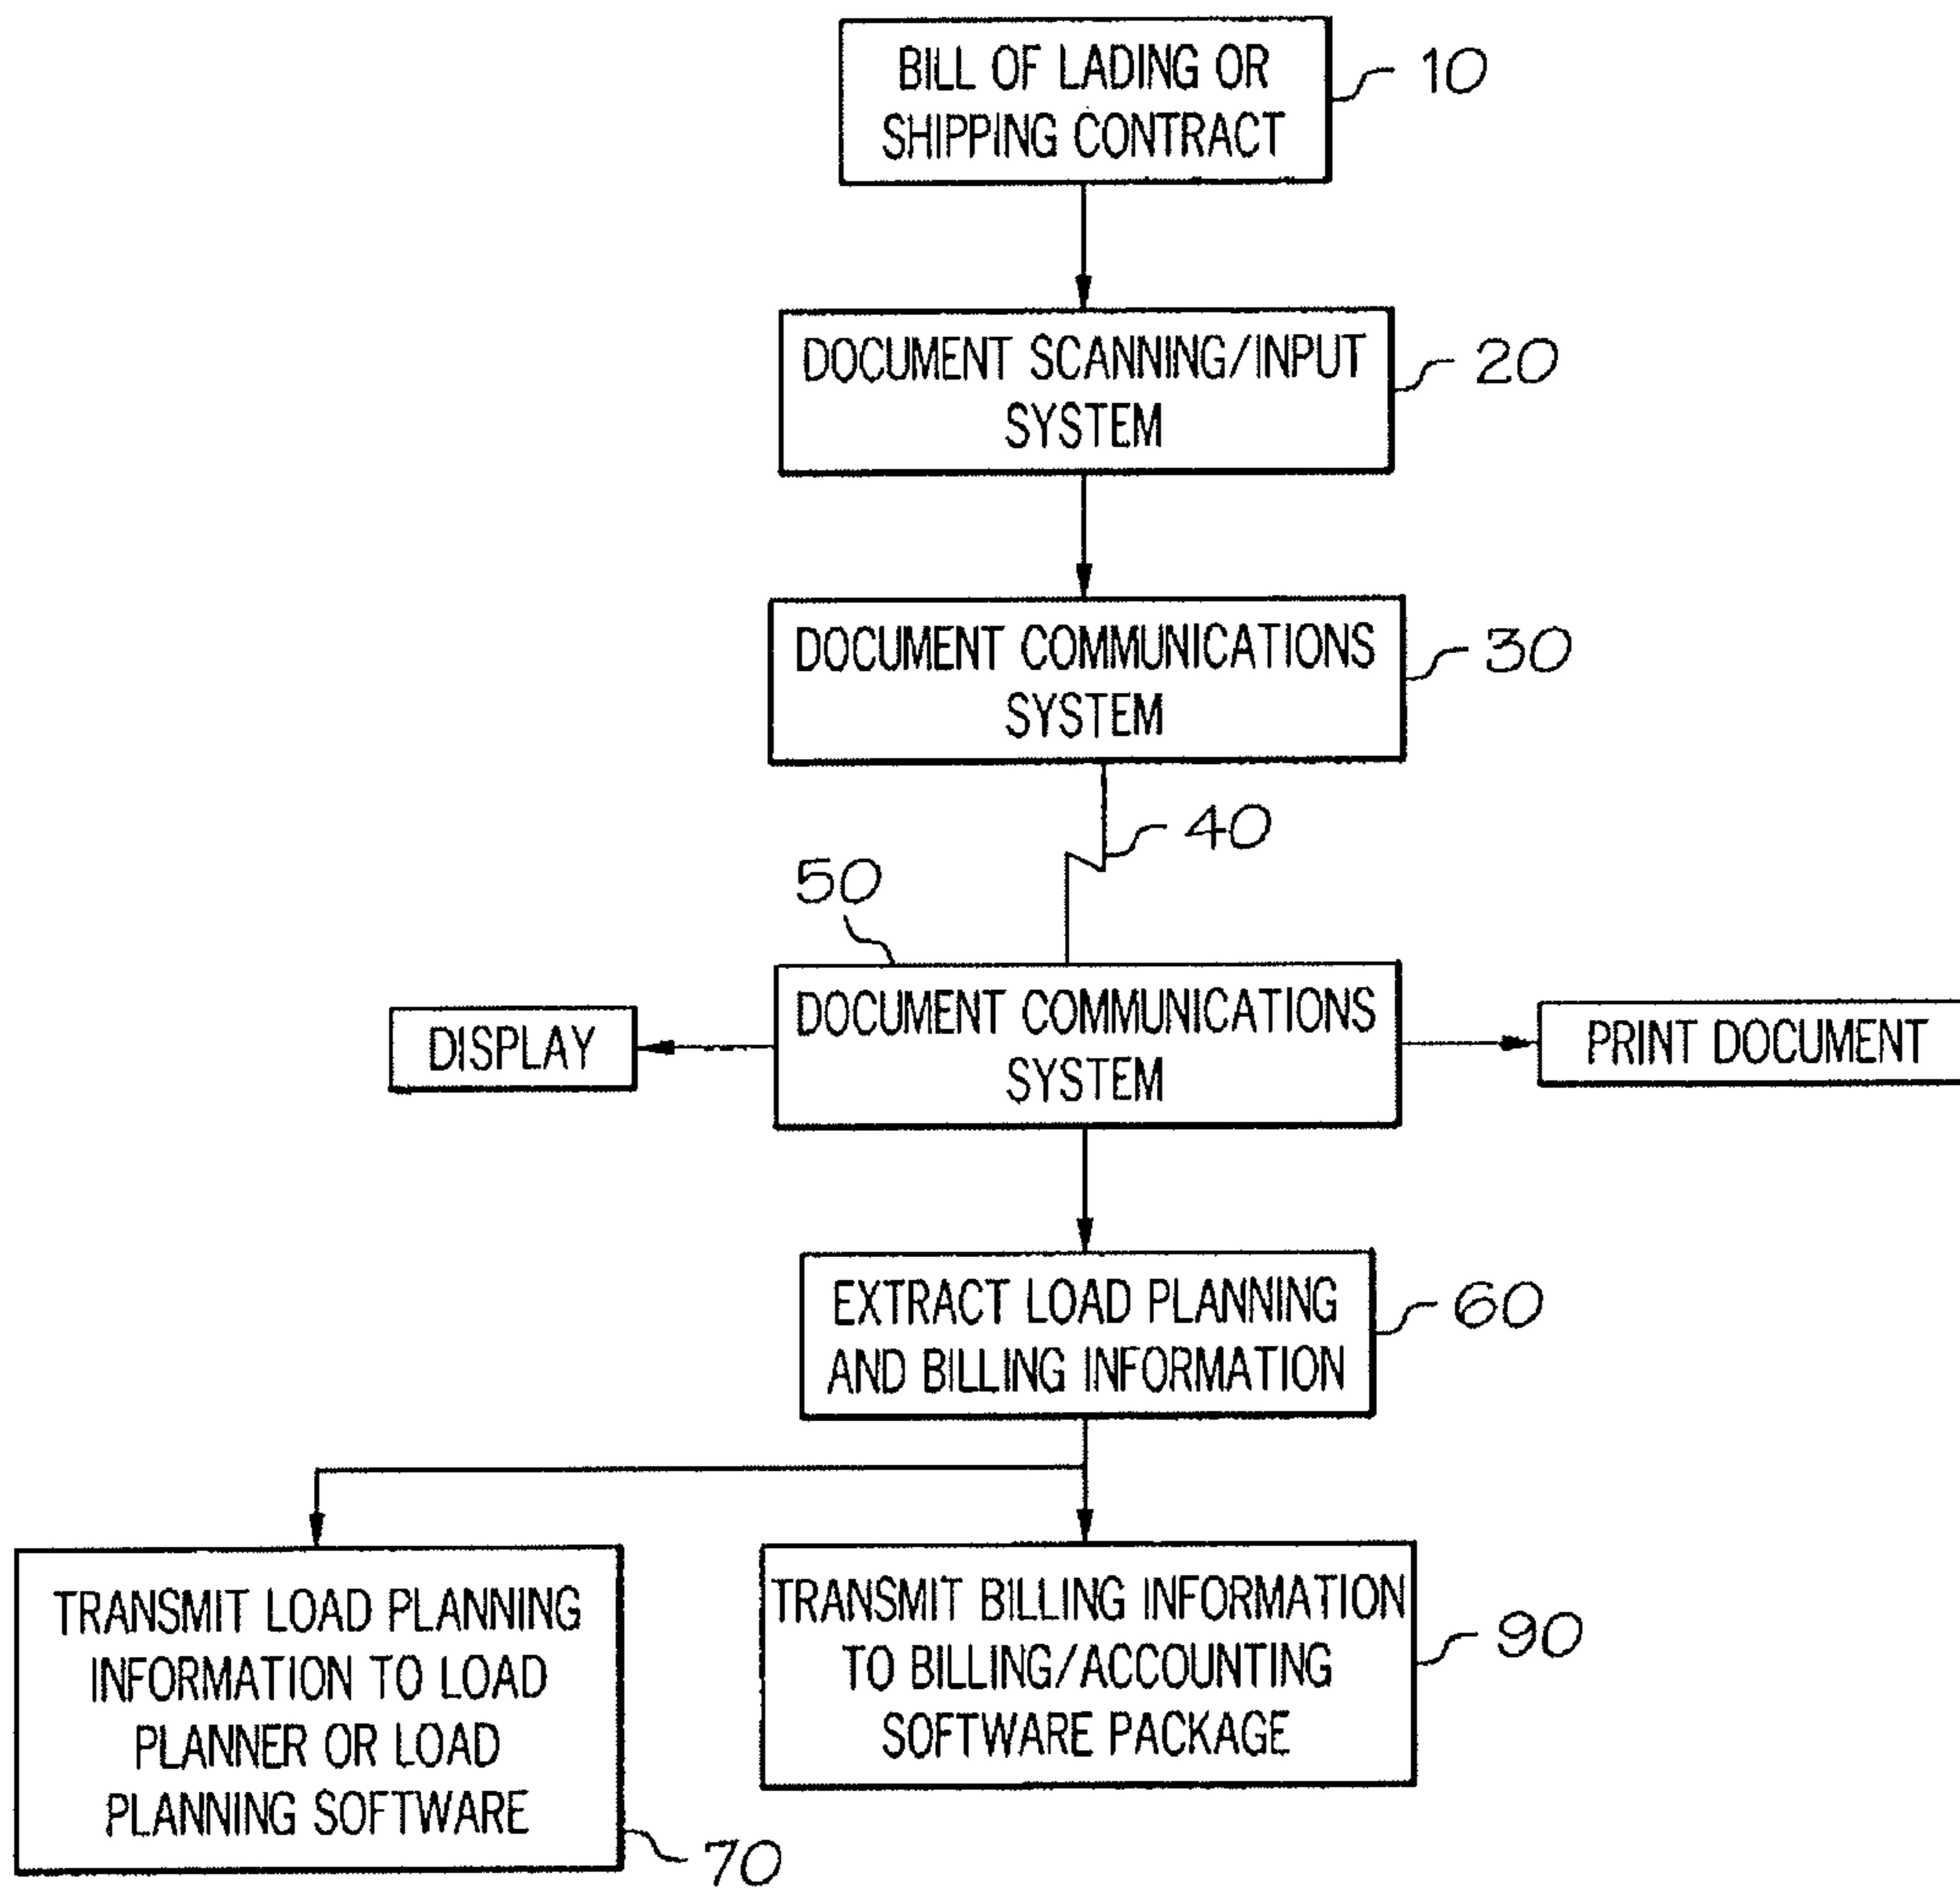 BILL OF LADING OR
SHIPPING CONTRACT
10
DOCUMENT SCANNING/INPUT
SYSTEM
20
DOCUMENT COMMUNICATIONS
SYSTEM
30
40
50
DOCUMENT COMMUNICATIONS
SYSTEM
DISPLAY
PRINT DOCUMENT
EXTRACT LOAD PLANNING
AND BILLING INFORMATION
60
TRANSMIT LOAD PLANNING
INFORMATION TO LOAD
PLANNER OR LOAD
PLANNING SOFTWARE
70
TRANSMIT BILLING INFORMATION
TO BILLING/ACCOUNTING
SOFTWARE PACKAGE
90